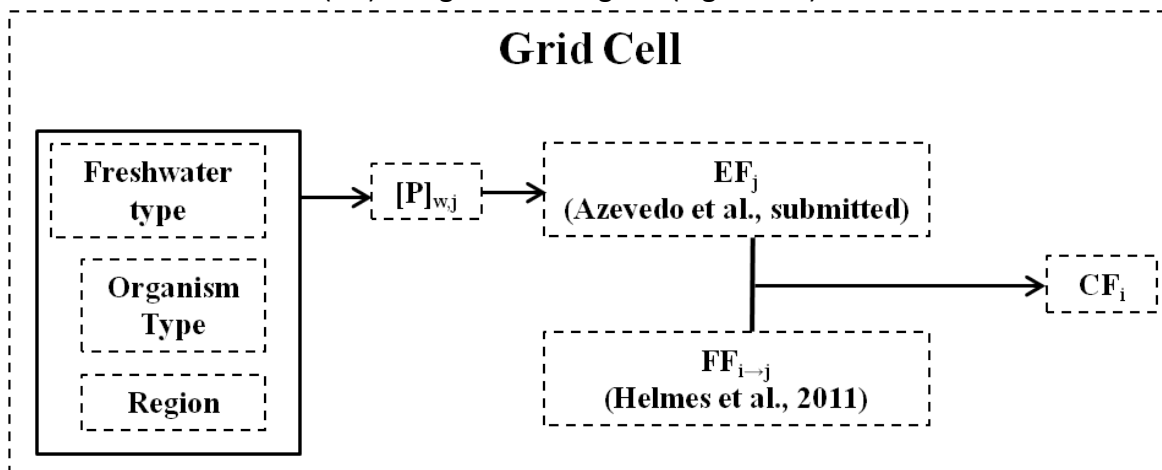 Grid Cell
Freshwater
type
Organism
Type
Region
[P]w,j
EFj
(Azevedo et al., submitted)
FFi→j
(Helmes et al., 2011)
CFi